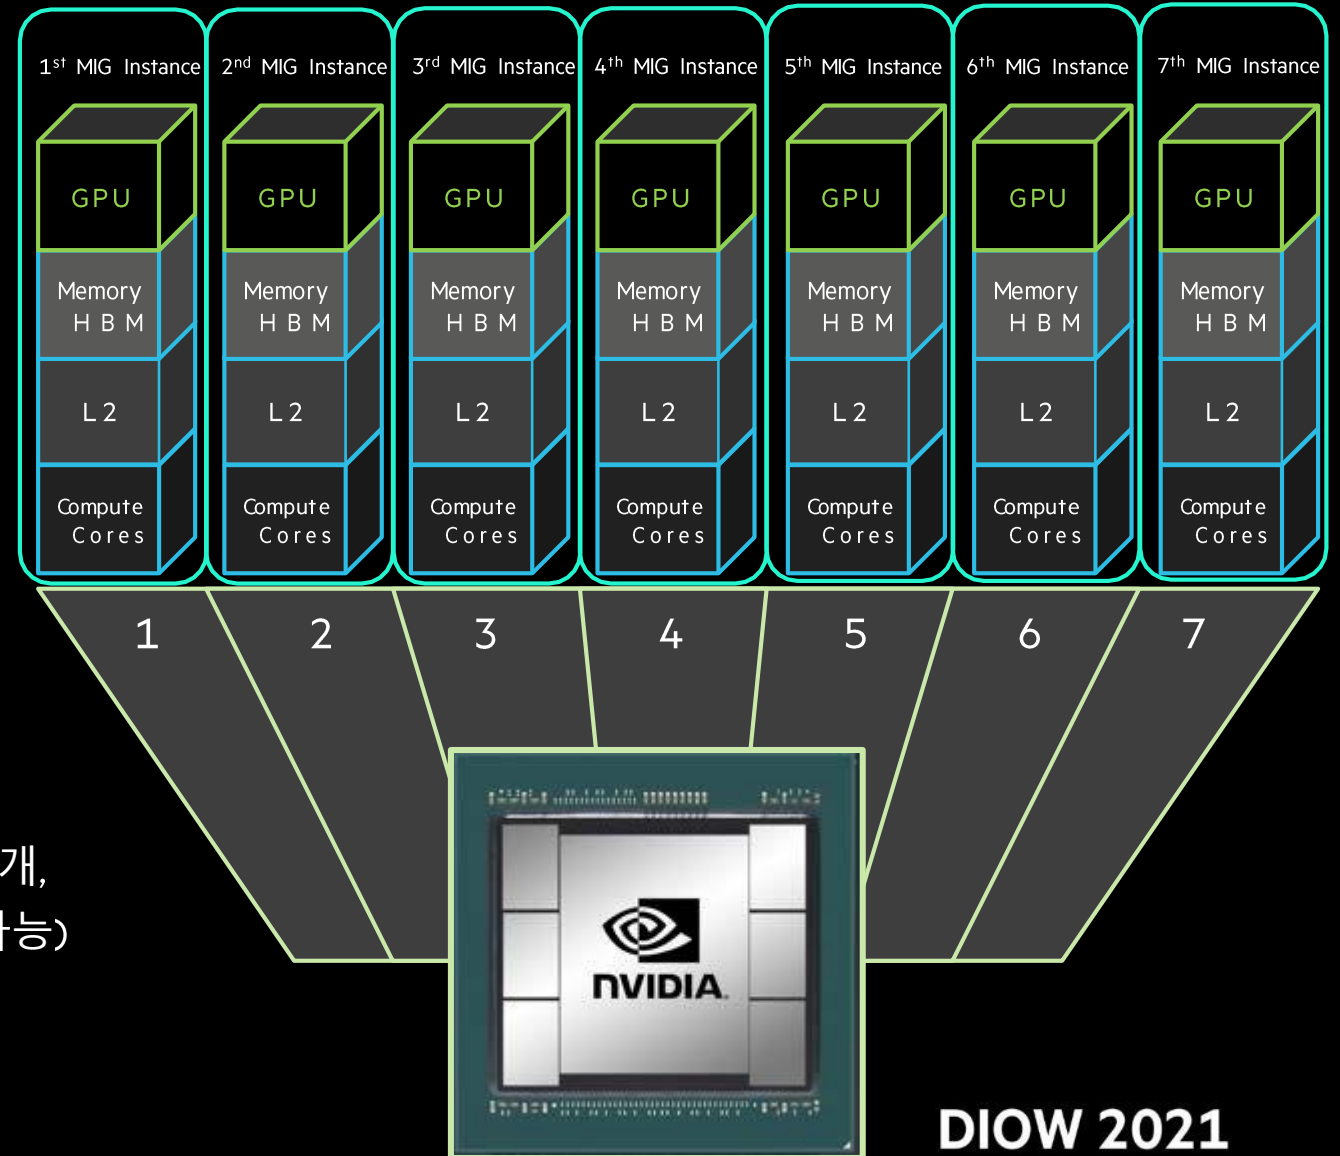 1st MIG Instance 2nd MIG Instance 3rd MIG Instance 4th MIG Instance 5th MIG Instance 6th MIG Instance 7th MIG Instance
GPU GPU GPU GPU GPU GPU GPU
Memory Memory Memory Memory Memory Memory Memory
HBM HBM HBM HBM HBM HBM HBM
L2 L2 L2 L2 L2 L2 L2
Compute Compute Compute Compute Compute Compute Compute
Cores Cores Cores Cores Cores Cores Cores
1 2 3 4 5 6 7
개,
능)
NVIDIA
DIOW 2021